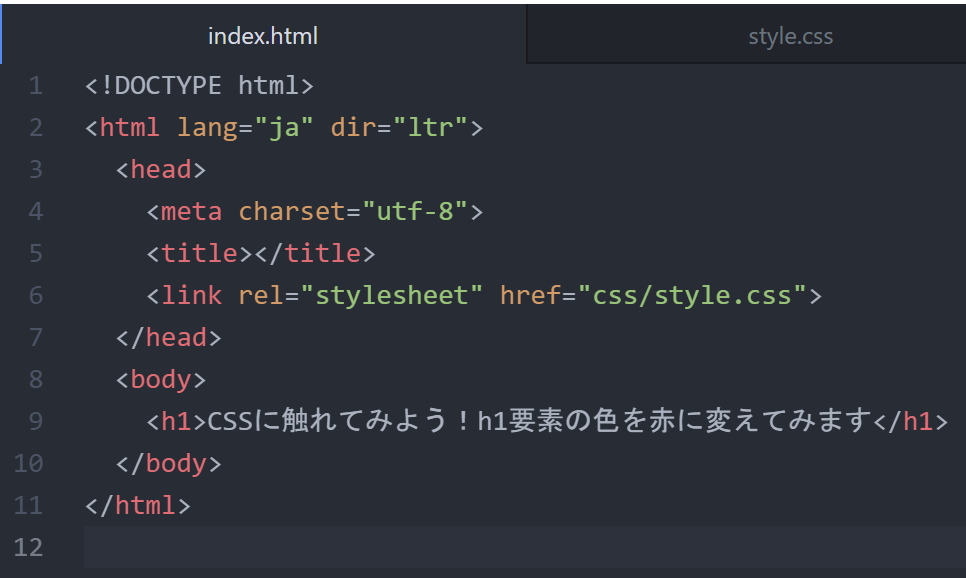 index.html
style.css
1 <!DOCTYPE html>
2 <html lang="ja" dir="ltr">
3   <head>
4     <meta charset="utf-8">
5     <title></title>
6     <link rel="stylesheet" href="css/style.css">
7   </head>
8   <body>
9     <h1>CSSに触れてみよう！h1要素の色を赤に変えてみます</h1>
10   </body>
11 </html>
12